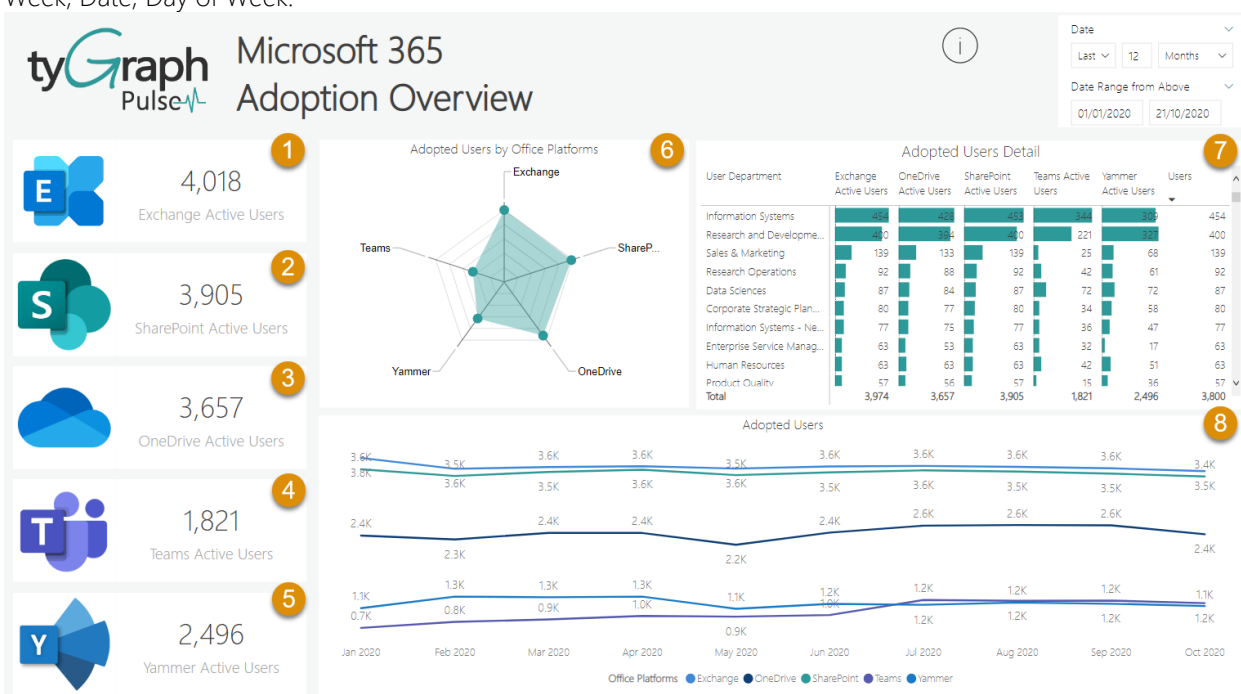 Week, Date, Day of Week.
tyGraph
Pulse
Microsoft 365
Adoption Overview
i
Date
Last 12 Months
Date Range from Above
01/01/2020 21/10/2020
1
E
4,018
Exchange Active Users
2
S
3,905
SharePoint Active Users
3
3,657
OneDrive Active Users
4
T
1,821
Teams Active Users
5
Y
2,496
Yammer Active Users
Adopted Users by Office Platforms
6
Exchange
Teams
ShareP...
Yammer
OneDrive
Adopted Users Detail
7
User Department Exchange Active Users OneDrive Active Users SharePoint Active Users Teams Active Users Yammer Active Users Users
Information Systems 454 428 453 344 309 454
Research and Developme... 400 394 400 221 327 400
Sales & Marketing 139 133 139 25 68 139
Research Operations 92 88 92 42 61 92
Data Sciences 87 84 87 72 72 87
Corporate Strategic Plan... 80 77 80 34 58 80
Information Systems - Ne... 77 75 77 36 47 77
Enterprise Service Manag... 63 53 63 32 17 63
Human Resources 63 63 63 42 51 63
Product Quality 57 56 57 15 36 57
Total 3,974 3,657 3,905 1,821 2,496 3,800
Adopted Users
8
3.6K 3.5K 3.6K 3.6K 3.5K 3.6K 3.6K 3.6K 3.6K 3.4K
3.6K 3.5K 3.6K 3.6K 3.5K 3.6K 3.5K 3.5K 3.5K
2.4K 2.3K 2.4K 2.4K 2.2K 2.4K 2.6K 2.6K 2.6K 2.4K
1.1K 1.3K 1.3K 1.3K 1.1K 1.2K 1.2K 1.2K 1.2K 1.1K
0.7K 0.8K 0.9K 1.0K 0.9K 1.0K 1.2K 1.2K 1.2K 1.2K
Jan 2020 Feb 2020 Mar 2020 Apr 2020 May 2020 Jun 2020 Jul 2020 Aug 2020 Sep 2020 Oct 2020
Office Platforms Exchange OneDrive SharePoint Teams Yammer